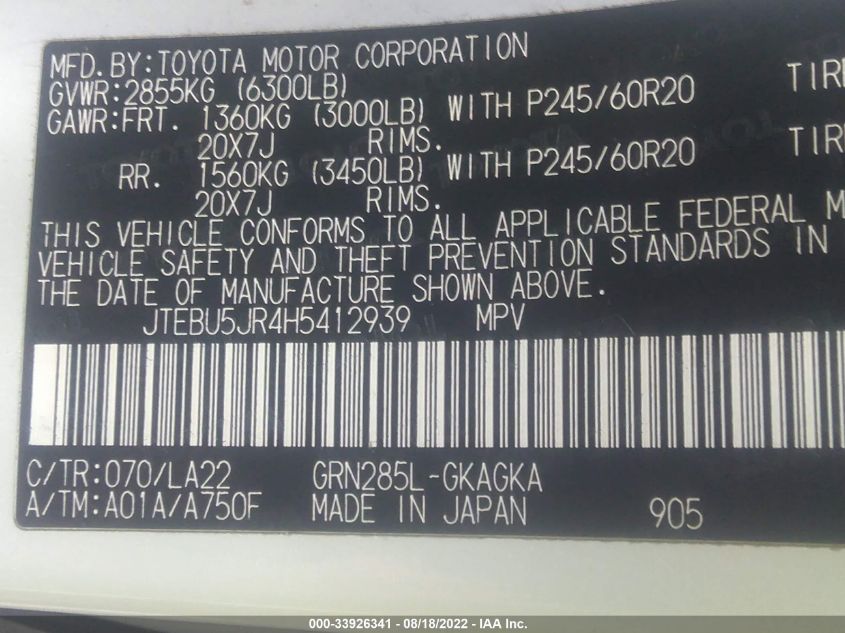 MFD.BY:TOYOTA MOTOR CORPORATION
GVWR:2855KG (6300LB)
GAWR:FRT. 1360KG (3000LB) WITH P245/60R20
20X7J RIMS.
RR. 1560KG (3450LB) WITH P245/60R20
20X7J RIMS.
THIS VEHICLE CONFORMS TO ALL APPLICABLE FEDERAL
VEHICLE SAFETY AND THEFT PREVENTION STANDARDS IN
THE DATE OF MANUFACTURE SHOWN ABOVE.
JTEBU5JR4H5412939 MPV
C/TR:070/LA22 GRN285L-GKAGKA
A/TM:A01A/A750F MADE IN JAPAN 905
000-33926341 - 08/18/2022 - IAA Inc.